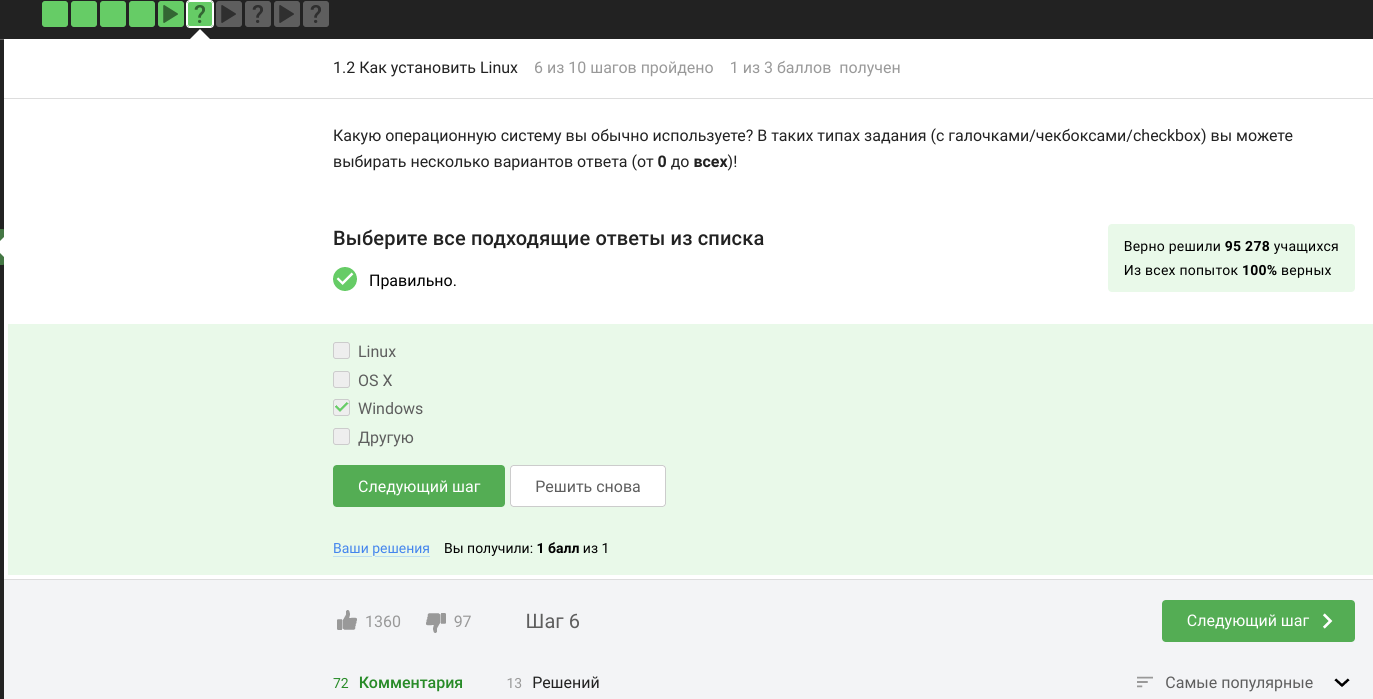 ? ? ?
1.2 Как установить Linux 6 из 10 шагов пройдено 1 из 3 баллов получен
Какую операционную систему вы обычно используете? В таких типах задания (с галочками/чекбоксами/checkbox) вы можете
выбирать несколько вариантов ответа (от 0 до всех)!
Выберите все подходящие ответы из списка
Верно решили 95 278 учащихся
Из всех попыток 100% верных
Правильно.
Linux
OS X
Windows
Другую
Следующий шаг Решить снова
Ваши решения Вы получили: 1 балл из 1
1360 97 Шаг 6 Следующий шаг
72 Комментария 13 Решений Самые популярные